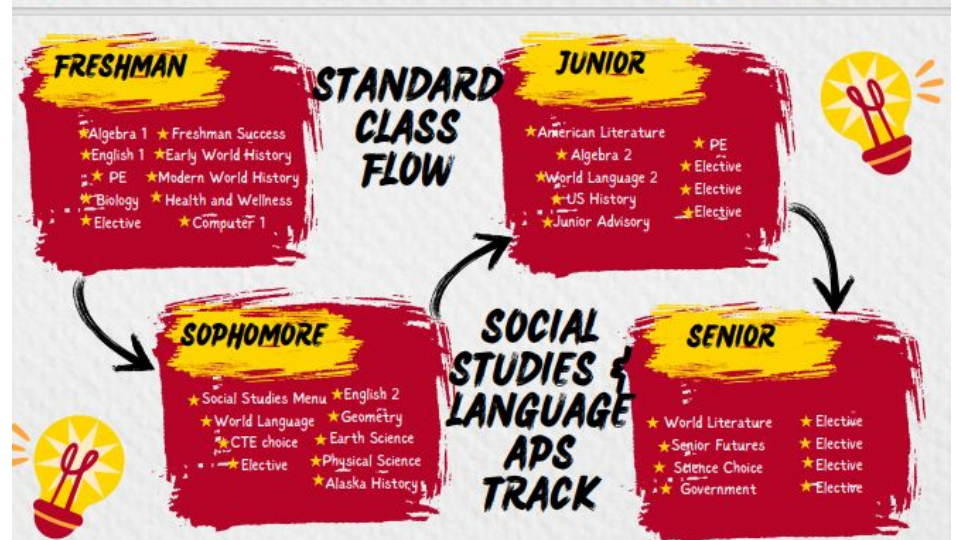 FRESHMAN
Algebra 1
English 1
PE
Biology
Elective
Freshman Success
Early World History
Modern World History
Health and Wellness
Computer 1
STANDARD
CLASS
FLOW
JUNIOR
American Literature
Algebra 2
World Language 2
US History
Junior Advisory
PE
Elective
Elective
Elective
SOPHOMORE
Social Studies Menu
World Language
CTE choice
Elective
English 2
Geometry
Earth Science
Physical Science
Alaska History
SOCIAL
STUDIES &
LANGUAGE
APS
TRACK
SENIOR
World Literature
Senior Futures
Science Choice
Government
Elective
Elective
Elective
Elective